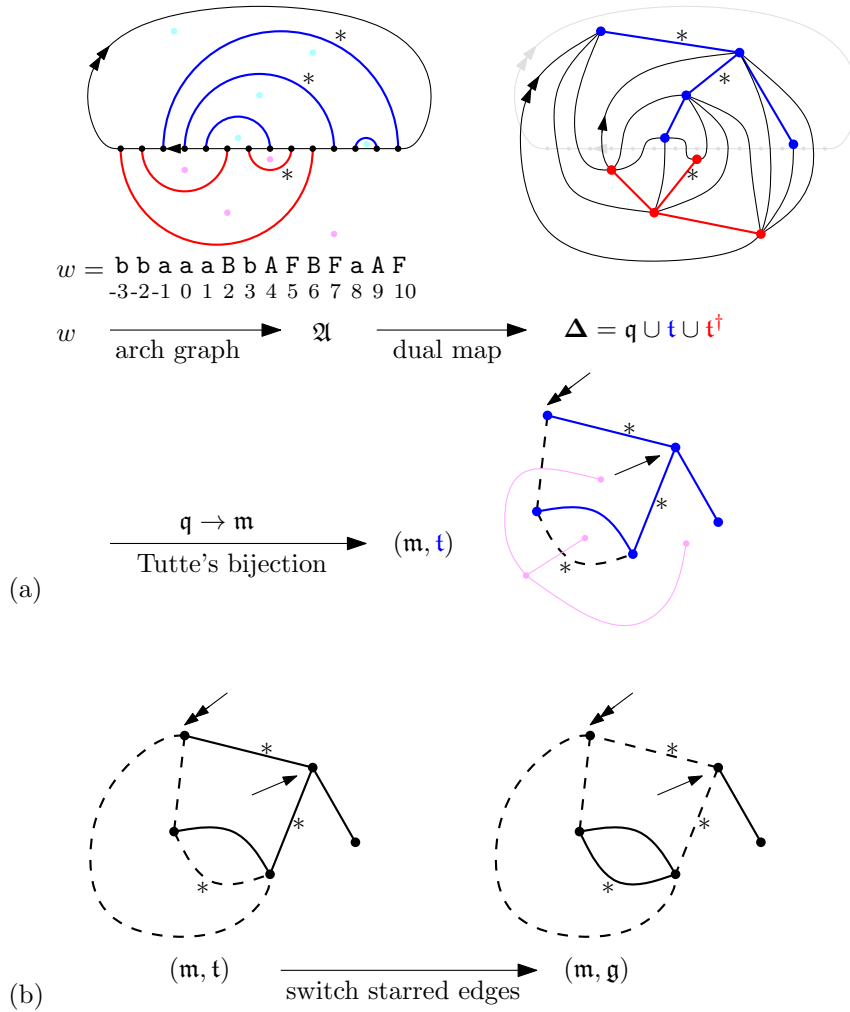 * * *
* *
w = b b a a a B b A F B F a A F
-3 -2 -1 0 1 2 3 4 5 6 7 8 9 10
w arch graph 𝔄 dual map Δ = 𝔮 ∪ 𝔱 ∪ 𝔱†
*
*
𝔮 → 𝔪
Tutte's bijection
(𝔪, 𝔱)
*
(a)
* *
* *
* *
(𝔪, 𝔱) (𝔪, 𝔤)
switch starred edges
(b)